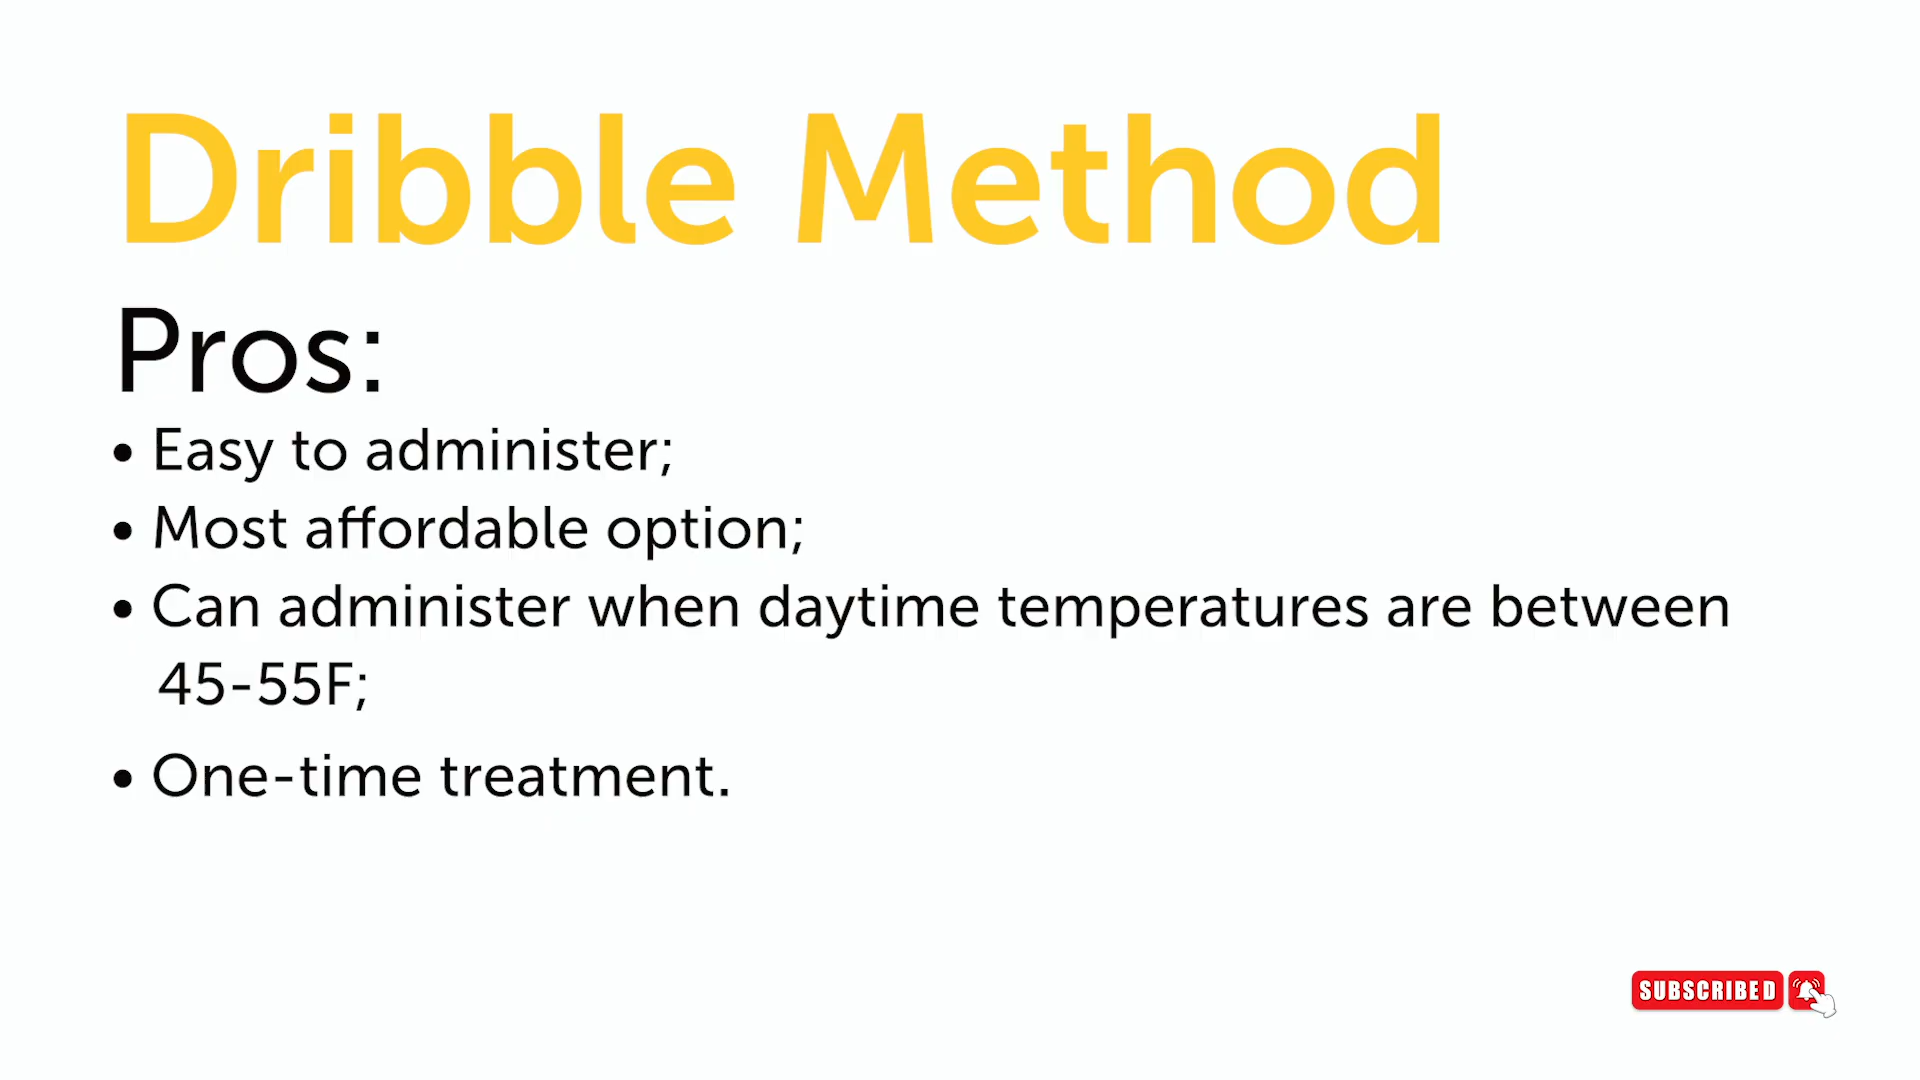 Dribble Method
Pros:
• Easy to administer;
• Most affordable option;
• Can administer when daytime temperatures are between
45-55F;
• One-time treatment.
SUBSCRIBED